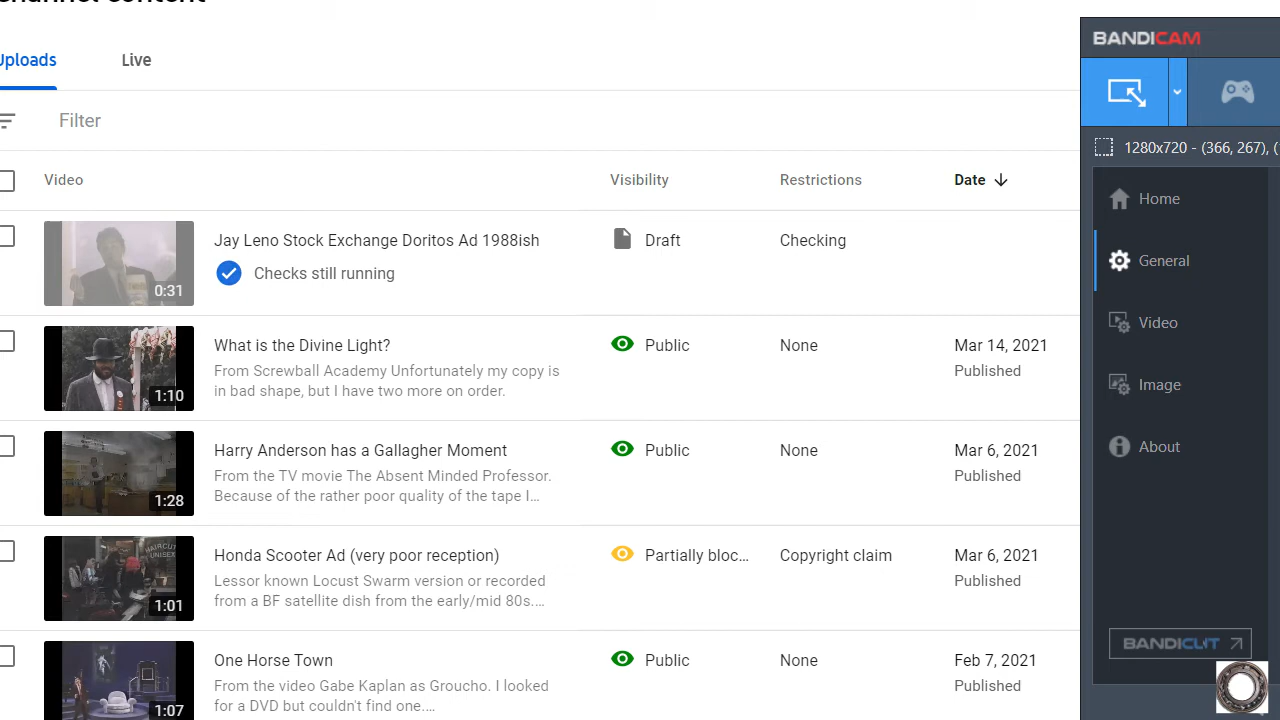 Channel content
Uploads Live
Filter
Video Visibility Restrictions Date
Jay Leno Stock Exchange Doritos Ad 1988ish Draft Checking
Checks still running
0:31
What is the Divine Light? Public None Mar 14, 2021
From Screwball Academy Unfortunately my copy is Published
in bad shape, but I have two more on order.
1:10
Harry Anderson has a Gallagher Moment Public None Mar 6, 2021
From the TV movie The Absent Minded Professor. Published
Because of the rather poor quality of the tape I...
1:28
HAIRCUT
UNISEX
Honda Scooter Ad (very poor reception) Partially bloc... Copyright claim Mar 6, 2021
Lessor known Locust Swarm version or recorded Published
from a BF satellite dish from the early/mid 80s....
1:01
One Horse Town Public None Feb 7, 2021
From the video Gabe Kaplan as Groucho. I looked Published
for a DVD but couldn't find one....
1:07
BANDICAM
1280x720 - (366, 267), (
Home
General
Video
Image
About
BANDICUT